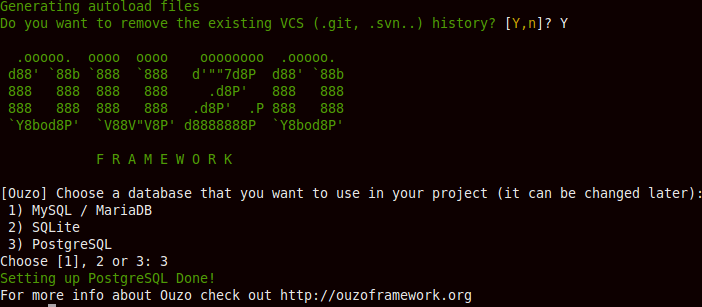 Generating autoload files
Do you want to remove the existing VCS (.git, .svn..) history? [Y,n]? Y
  .ooooo.  oooo  oooo    oooooooo  .ooooo.
 d88' `88b `888  `888   d'""7d8P  d88' `88b
 888   888  888   888     .d8P'   888   888
 888   888  888   888   .d8P'  .P 888   888
 `Y8bod8P'  `V88V"V8P' d8888888P  `Y8bod8P'
F R A M E W O R K
[Ouzo] Choose a database that you want to use in your project (it can be changed later):
 1) MySQL / MariaDB
 2) SQLite
 3) PostgreSQL
Choose [1], 2 or 3: 3
Setting up PostgreSQL Done!
For more info about Ouzo check out http://ouzoframework.org